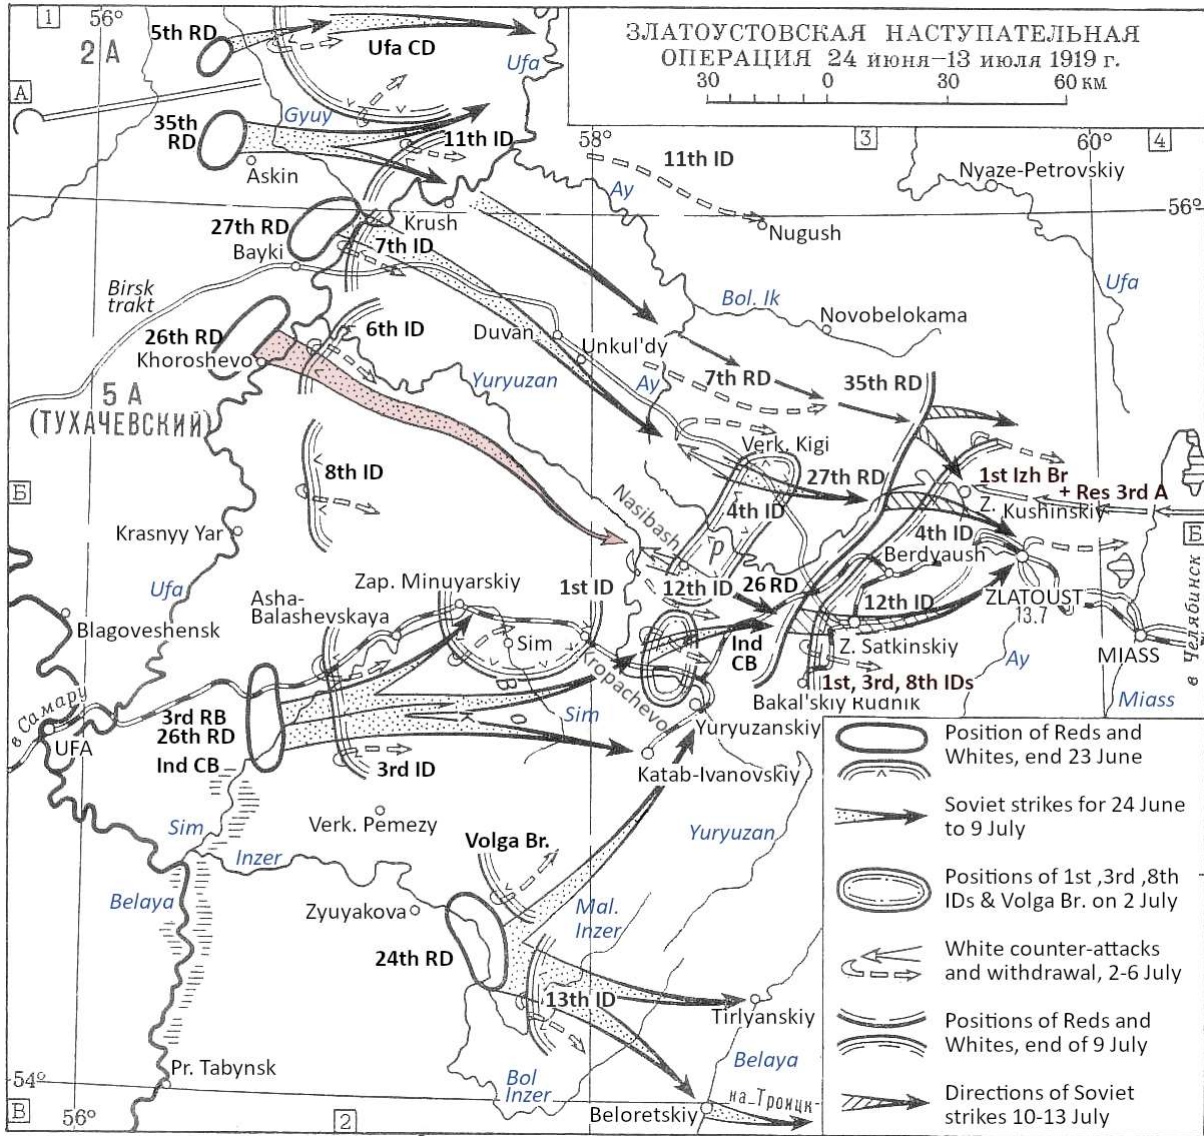 1
56°
5th RD
2 А
Ufa CD
Ufa
ЗЛАТОУСТОВСКАЯ НАСТУПАТЕЛЬНАЯ
ОПЕРАЦИЯ 24 июня–13 июля 1919 г.
30 0 30 60 км
А
Gyuy
35th
RD
11th ID
Askin
58°
11th ID
3
60°
4
Nyaze-Petrovskiy
Ay
56°
27th RD
Krush
7th ID
Bayki
Nugush
Birsk
trakt
Bol. Ik
Ufa
26th RD
6th ID
Duvan
Unkul'dy
Novobelokama
Khoroshevo
Yuryuzan
Ay
7th RD
35th RD
5 А
(ТУХАЧЕВСКИЙ)
Verk. Kigi
8th ID
27th RD
1st Izh Br
+ Res 3rd A
Б
Nasibash
4th ID
Z. Kushinskiy
Krasnyy Yar
р
4th ID
Б
Berdyaush
Ufa
Zap. Minuyarskiy
1st ID
12th ID
26 RD
Asha-
Balashevskaya
12th ID
ZLATOUST
13.7
в Челябинск
Blagoveshensk
Sim
Ind
CB
Z. Satkinskiy
MIASS
Kropachevo
Ay
в Самару
В
1st, 3rd, 8th IDs
Bakal'skiy Rudnik
Miass
3rd RB
26th RD
О
Sim
UFA
Yuryuzanskiy
Ind CB
3rd ID
Katab-Ivanovskiy
Position of Reds and
Whites, end 23 June
Verk. Pemezy
Sim
Soviet strikes for 24 June
to 9 July
Inzer
Volga Br.
Yuryuzan
Belaya
Positions of 1st ,3rd ,8th
IDs & Volga Br. on 2 July
Zyuyakova
Mal.
Inzer
24th RD
White counter-attacks
and withdrawal, 2-6 July
13th ID
Tirlyanskiy
Positions of Reds and
Whites, end of 9 July
Belaya
Pr. Tabynsk
54°
Bol
Inzer
Directions of Soviet
strikes 10-13 July
на Троицк
Beloretskiy
В
56°
2
58°